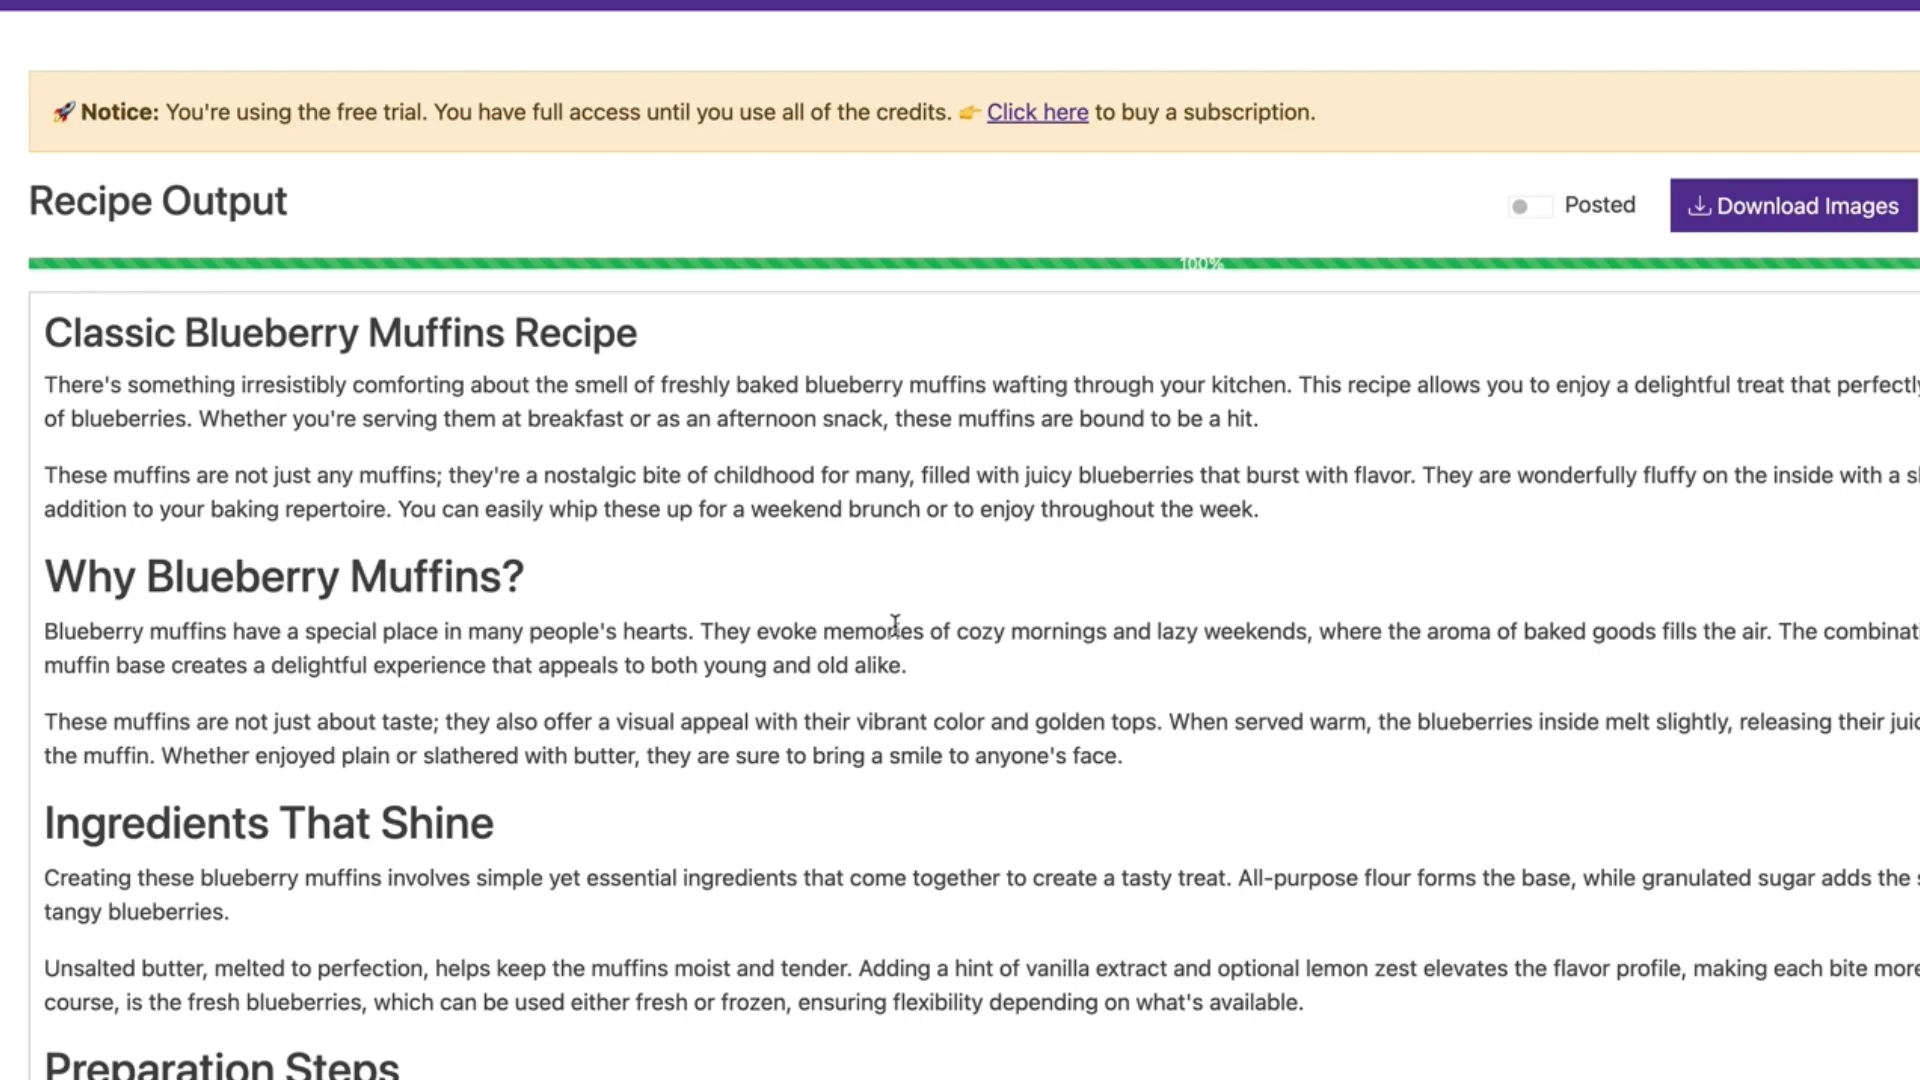 🚀 Notice: You're using the free trial. You have full access until you use all of the credits. 👉 Click here to buy a subscription.
Recipe Output
Posted
Download Images
100%
Classic Blueberry Muffins Recipe
There's something irresistibly comforting about the smell of freshly baked blueberry muffins wafting through your kitchen. This recipe allows you to enjoy a delightful treat that perfectly
of blueberries. Whether you're serving them at breakfast or as an afternoon snack, these muffins are bound to be a hit.
These muffins are not just any muffins; they're a nostalgic bite of childhood for many, filled with juicy blueberries that burst with flavor. They are wonderfully fluffy on the inside with a
addition to your baking repertoire. You can easily whip these up for a weekend brunch or to enjoy throughout the week.
Why Blueberry Muffins?
Blueberry muffins have a special place in many people's hearts. They evoke memories of cozy mornings and lazy weekends, where the aroma of baked goods fills the air. The
muffin base creates a delightful experience that appeals to both young and old alike.
These muffins are not just about taste; they also offer a visual appeal with their vibrant color and golden tops. When served warm, the blueberries inside melt slightly, releasing their
the muffin. Whether enjoyed plain or slathered with butter, they are sure to bring a smile to anyone's face.
Ingredients That Shine
Creating these blueberry muffins involves simple yet essential ingredients that come together to create a tasty treat. All-purpose flour forms the base, while granulated sugar adds the
tangy blueberries.
Unsalted butter, melted to perfection, helps keep the muffins moist and tender. Adding a hint of vanilla extract and optional lemon zest elevates the flavor profile, making each bite more
course, is the fresh blueberries, which can be used either fresh or frozen, ensuring flexibility depending on what's available.
Preparation Steps